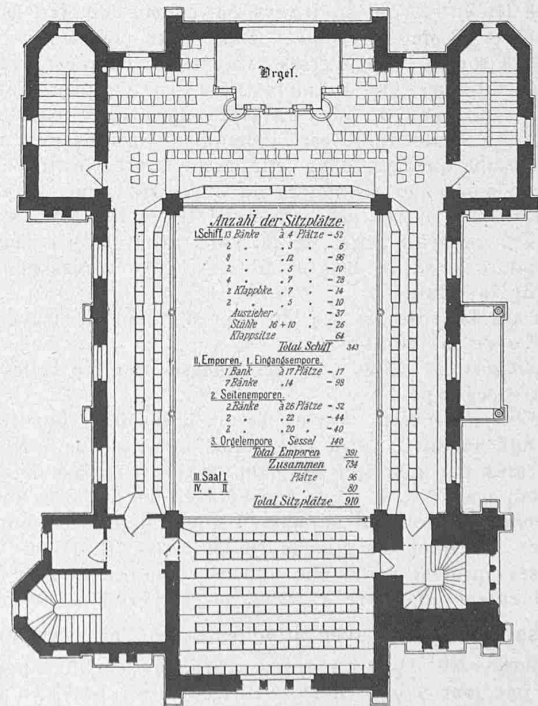 Orgel.
Anzahl der Sitzplätze.
I. Schiff 13 Bänke à 4 Plätze - 52
2 " " 3 " - 6
8 " " 12 " - 96
2 " " 5 " - 10
4 " " 7 " - 28
2 Klappbke. " 7 " - 14
2 " " 5 " - 10
Auszieher " - 37
Stühle 16 + 10 " - 26
Klappsitze 64
Total Schiff 343
II. Emporen. 1. Eingangsempore.
1 Bank à 17 Plätze - 17
7 Bänke " 14 " - 98
2. Seitenemporen.
2 Bänke à 26 Plätze - 52
2 " " 22 " - 44
2 " " 20 " - 40
3. Orgelempore Sessel 140
Total Emporen 391
Zusammen 734
III. Saal I Plätze 96
IV. " II " 80
Total Sitzplätze 910